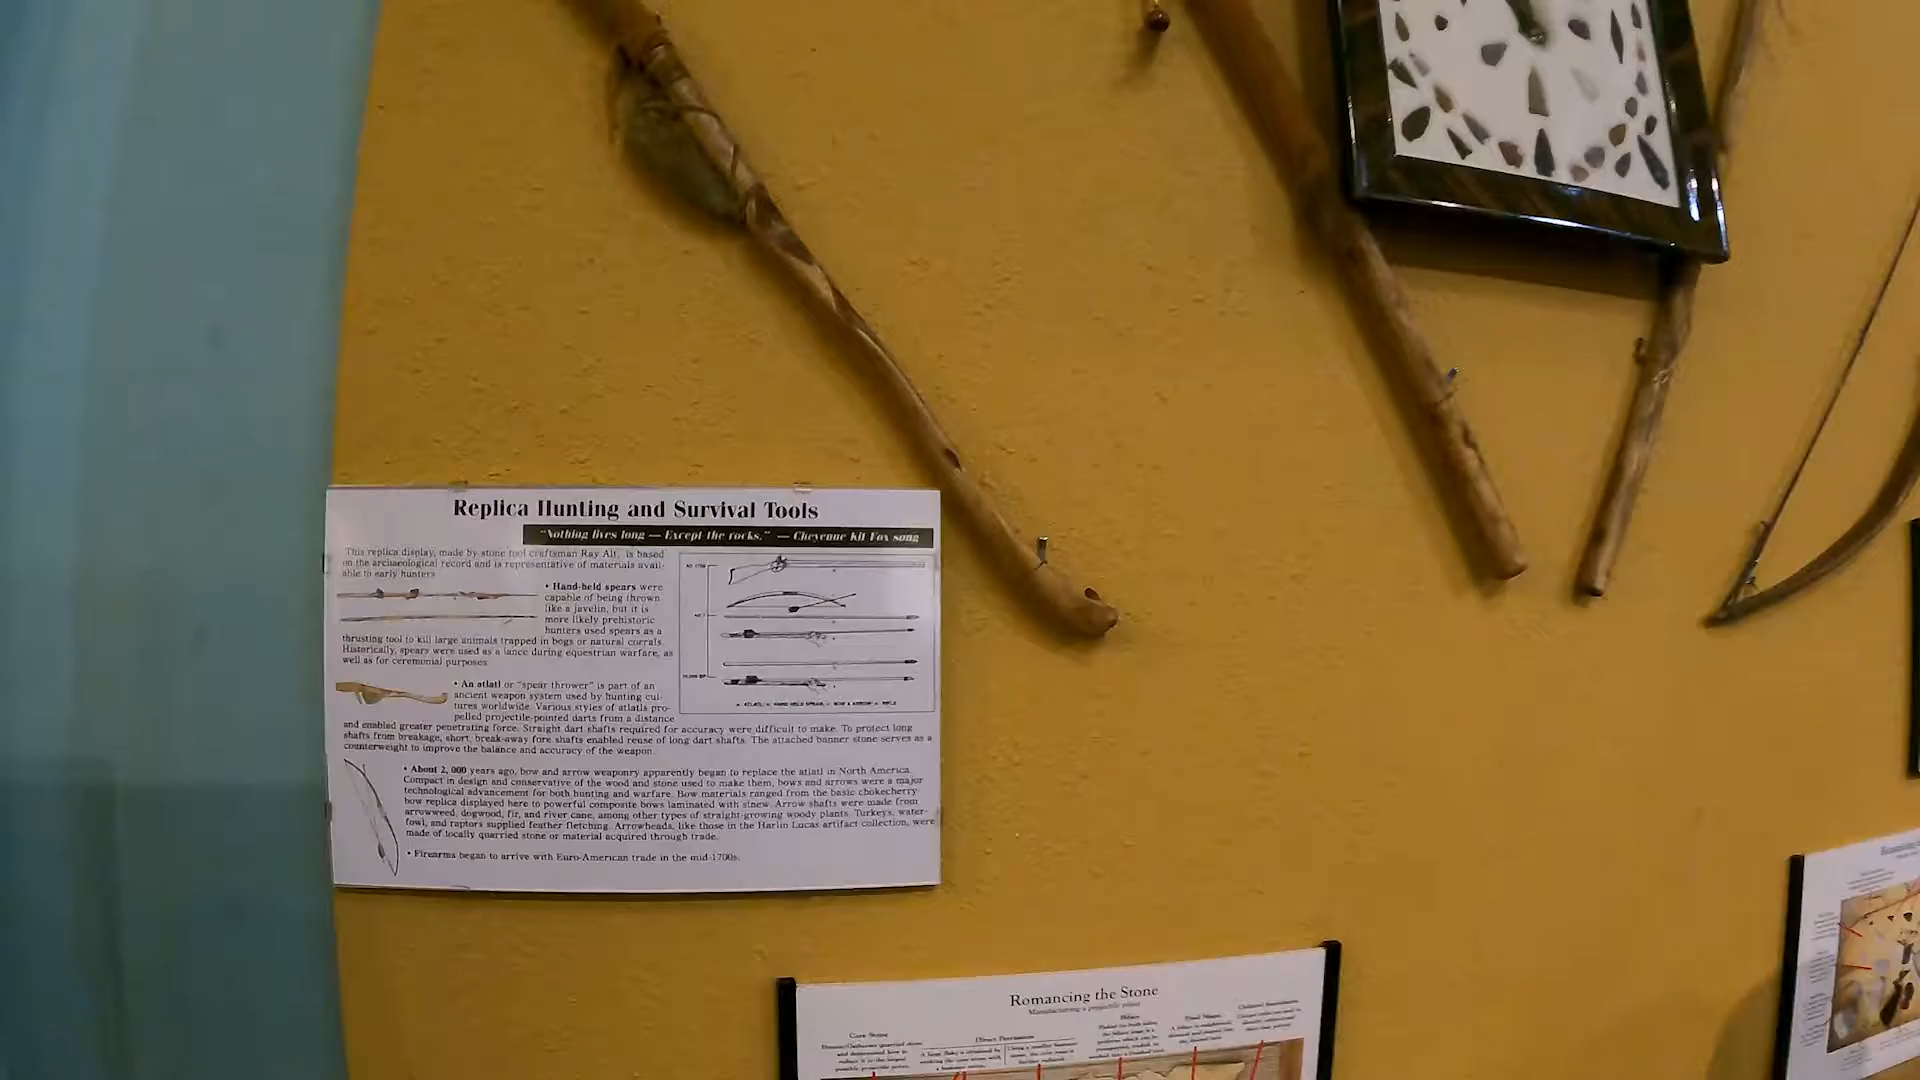 Replica Hunting and Survival Tools
"Nothing lives long — Except the rocks." — Cheyenne Kit Fox song
This replica display, made by stone tool craftsman Ray Alt, is based
on the archaeological record and is representative of materials avail-
able to early hunters.
• Hand-held spears were
capable of being thrown
like a javelin, but it is
more likely prehistoric
hunters used spears as a
thrusting tool to kill large animals trapped in bogs or natural corrals.
Historically, spears were used as a lance during equestrian warfare, as
well as for ceremonial purposes.
• An atlatl or "spear thrower" is part of an
ancient weapon system used by hunting cul-
tures worldwide. Various styles of atlatls pro-
pelled projectile-pointed darts from a distance
and enabled greater penetrating force. Straight dart shafts required for accuracy were difficult to make. To protect long
shafts from breakage, short, break-away fore shafts enabled reuse of long dart shafts. The attached banner stone serves as a
counterweight to improve the balance and accuracy of the weapon.
• About 2, 000 years ago, bow and arrow weaponry apparently began to replace the atlatl in North America.
Compact in design and conservative of the wood and stone used to make them, bows and arrows were a major
technological advancement for both hunting and warfare. Bow materials ranged from the basic chokecherry
bow replica displayed here to powerful composite bows laminated with sinew. Arrow shafts were made from
arrowweed, dogwood, fir, and river cane, among other types of straight-growing woody plants. Turkeys, water-
fowl, and raptors supplied feather fletching. Arrowheads, like those in the Harlin Lucas artifact collection, were
made of locally quarried stone or material acquired through trade.
• Firearms began to arrive with Euro-American trade in the mid-1700s.
Romancing the Stone
Manufacturing a projectile point
Core Stone
Direct Percussion